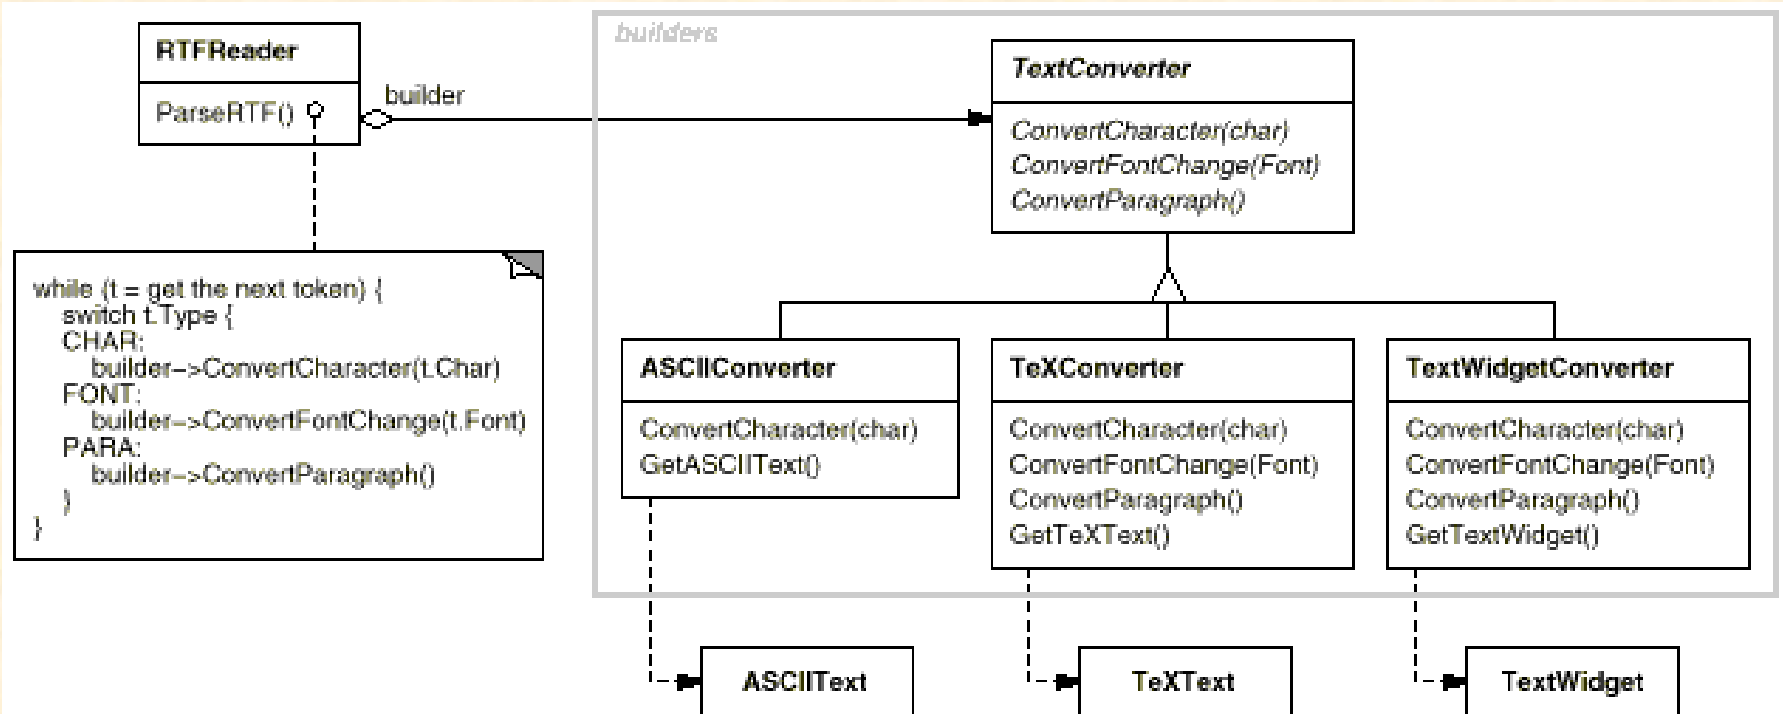 builders
RTFReader
ParseRTF()
builder
TextConverter
ConvertCharacter(char)
ConvertFontChange(Font)
ConvertParagraph()
while (t = get the next token) {
switch t.Type {
CHAR:
builder->ConvertCharacter(t.Char)
FONT:
builder->ConvertFontChange(t.Font)
PARA:
builder->ConvertParagraph()
}
}
ASCIIConverter
ConvertCharacter(char)
GetASCIIText()
TeXConverter
ConvertCharacter(char)
ConvertFontChange(Font)
ConvertParagraph()
GetTeXText()
TextWidgetConverter
ConvertCharacter(char)
ConvertFontChange(Font)
ConvertParagraph()
GetTextWidget()
ASCIIText
TeXText
TextWidget